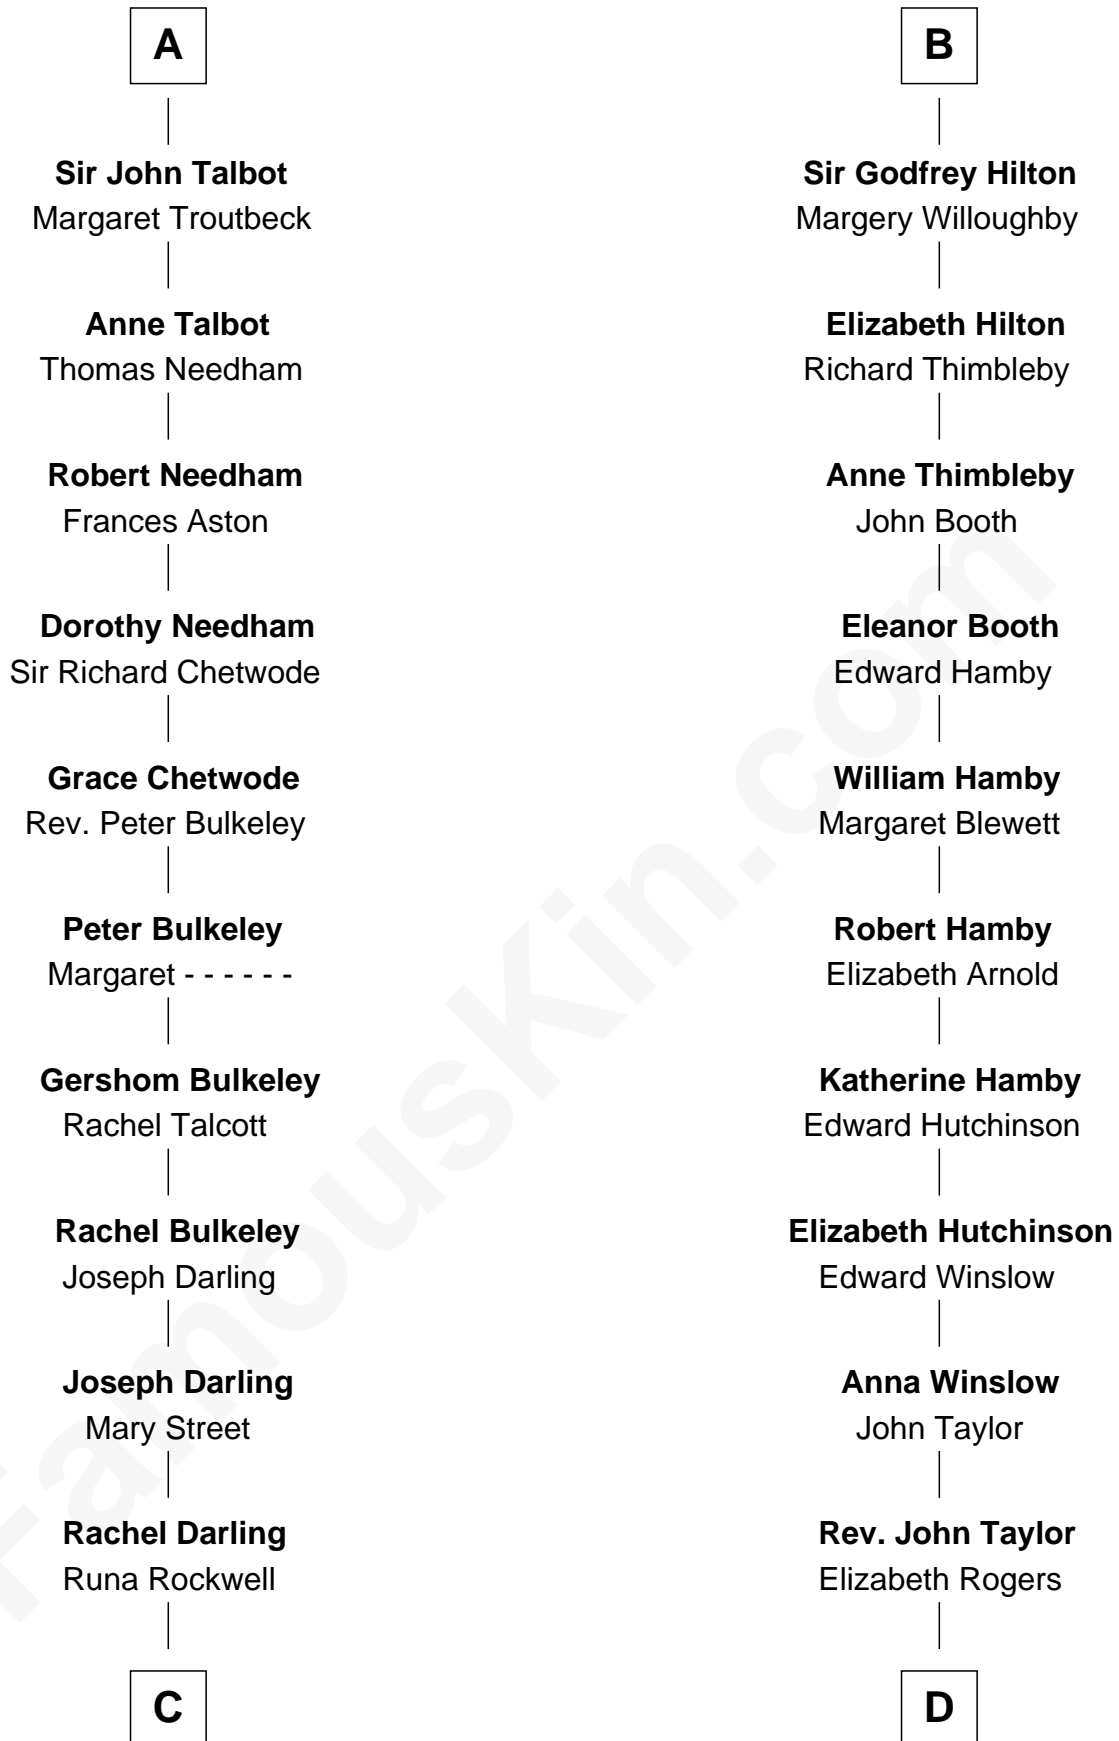 A
Sir John Talbot
Margaret Troutbeck
Anne Talbot
Thomas Needham
Robert Needham
Frances Aston
Dorothy Needham
Sir Richard Chetwode
Grace Chetwode
Rev. Peter Bulkeley
Peter Bulkeley
Margaret - - - - - -
Gershom Bulkeley
Rachel Talcott
Rachel Bulkeley
Joseph Darling
Joseph Darling
Mary Street
Rachel Darling
Runa Rockwell
C
B
Sir Godfrey Hilton
Margery Willoughby
Elizabeth Hilton
Richard Thimbleby
Anne Thimbleby
John Booth
Eleanor Booth
Edward Hamby
William Hamby
Margaret Blewett
Robert Hamby
Elizabeth Arnold
Katherine Hamby
Edward Hutchinson
Elizabeth Hutchinson
Edward Winslow
Anna Winslow
John Taylor
Rev. John Taylor
Elizabeth Rogers
D
FamousKin.com